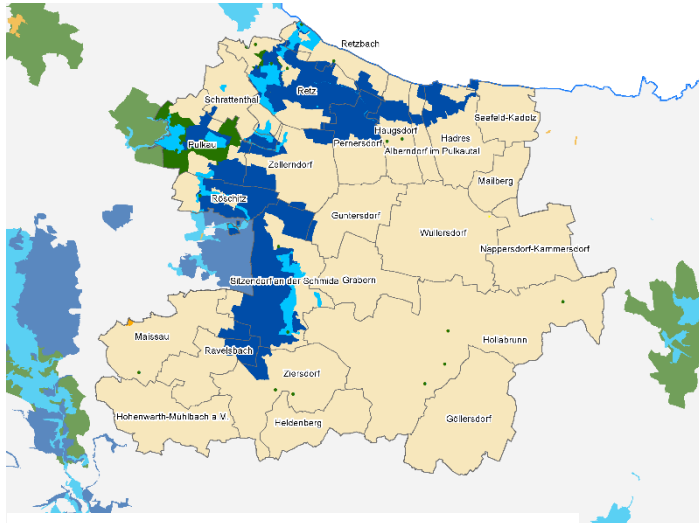 Retzbach
Retz
Schrattenthal
Seefeld-Kadolz
Haugsdorf
Hadres
Pulkau
Pernersdorf
Alberndorf im Pulkautal
Zellerndorf
Mailberg
Röschitz
Guntersdorf
Wullersdorf
Nappersdorf-Kammersdorf
Sitzendorf an der Schmida
Grabern
Maissau
Hollabrunn
Ravelsbach
Ziersdorf
Hohenwarth-Mühlbach a.M.
Heldenberg
Göllersdorf